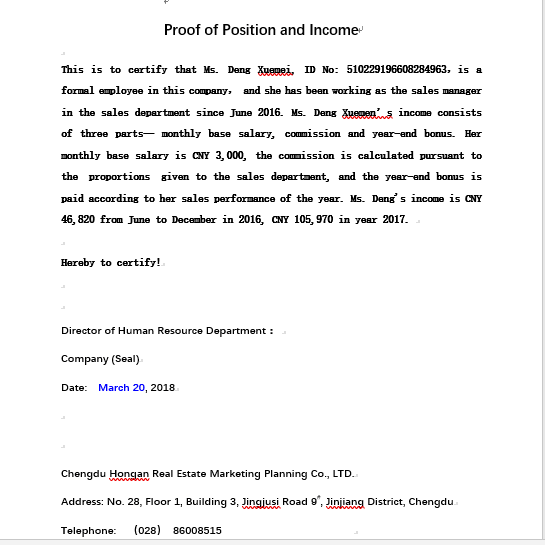 Proof of Position and Income
This is to certify that Ms. Deng Xuemei, ID No: 510229196608284963, is a
formal employee in this company, and she has been working as the sales manager
in the sales department since June 2016. Ms. Deng Xuemen's income consists
of three parts— monthly base salary, commission and year-end bonus. Her
monthly base salary is CNY 3,000, the commission is calculated pursuant to
the proportions given to the sales department, and the year-end bonus is
paid according to her sales performance of the year. Ms. Deng's income is CNY
46,820 from June to December in 2016, CNY 105,970 in year 2017.
Hereby to certify!
Director of Human Resource Department：
Company (Seal)
Date: March 20, 2018
Chengdu Hongan Real Estate Marketing Planning Co., LTD.
Address: No. 28, Floor 1, Building 3, Jingjusi Road 9#, Jinjiang District, Chengdu
Telephone: （028） 86008515